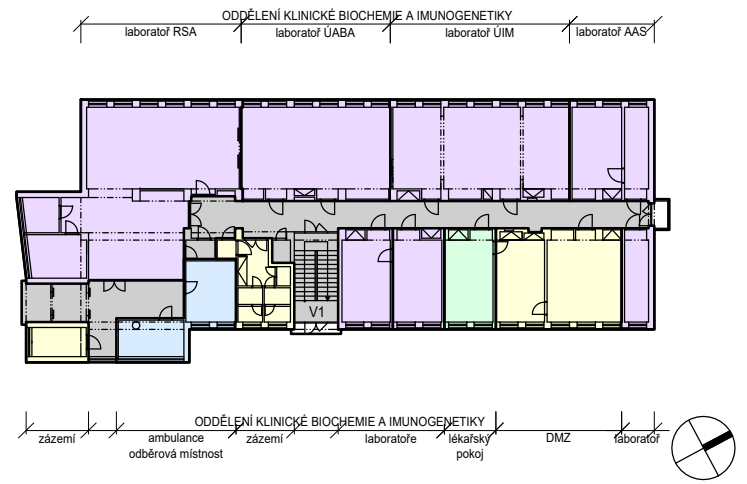 ODDĚLENÍ KLINICKÉ BIOCHEMIE A IMUNOGENETIKY
laboratoř RSA
laboratoř ÚABA
laboratoř ÚIM
laboratoř AAS
V1
ODDĚLENÍ KLINICKÉ BIOCHEMIE A IMUNOGENETIKY
zázemí
ambulance
odběrová místnost
zázemí
laboratoře
lékařský
pokoj
DMZ
laboratoř